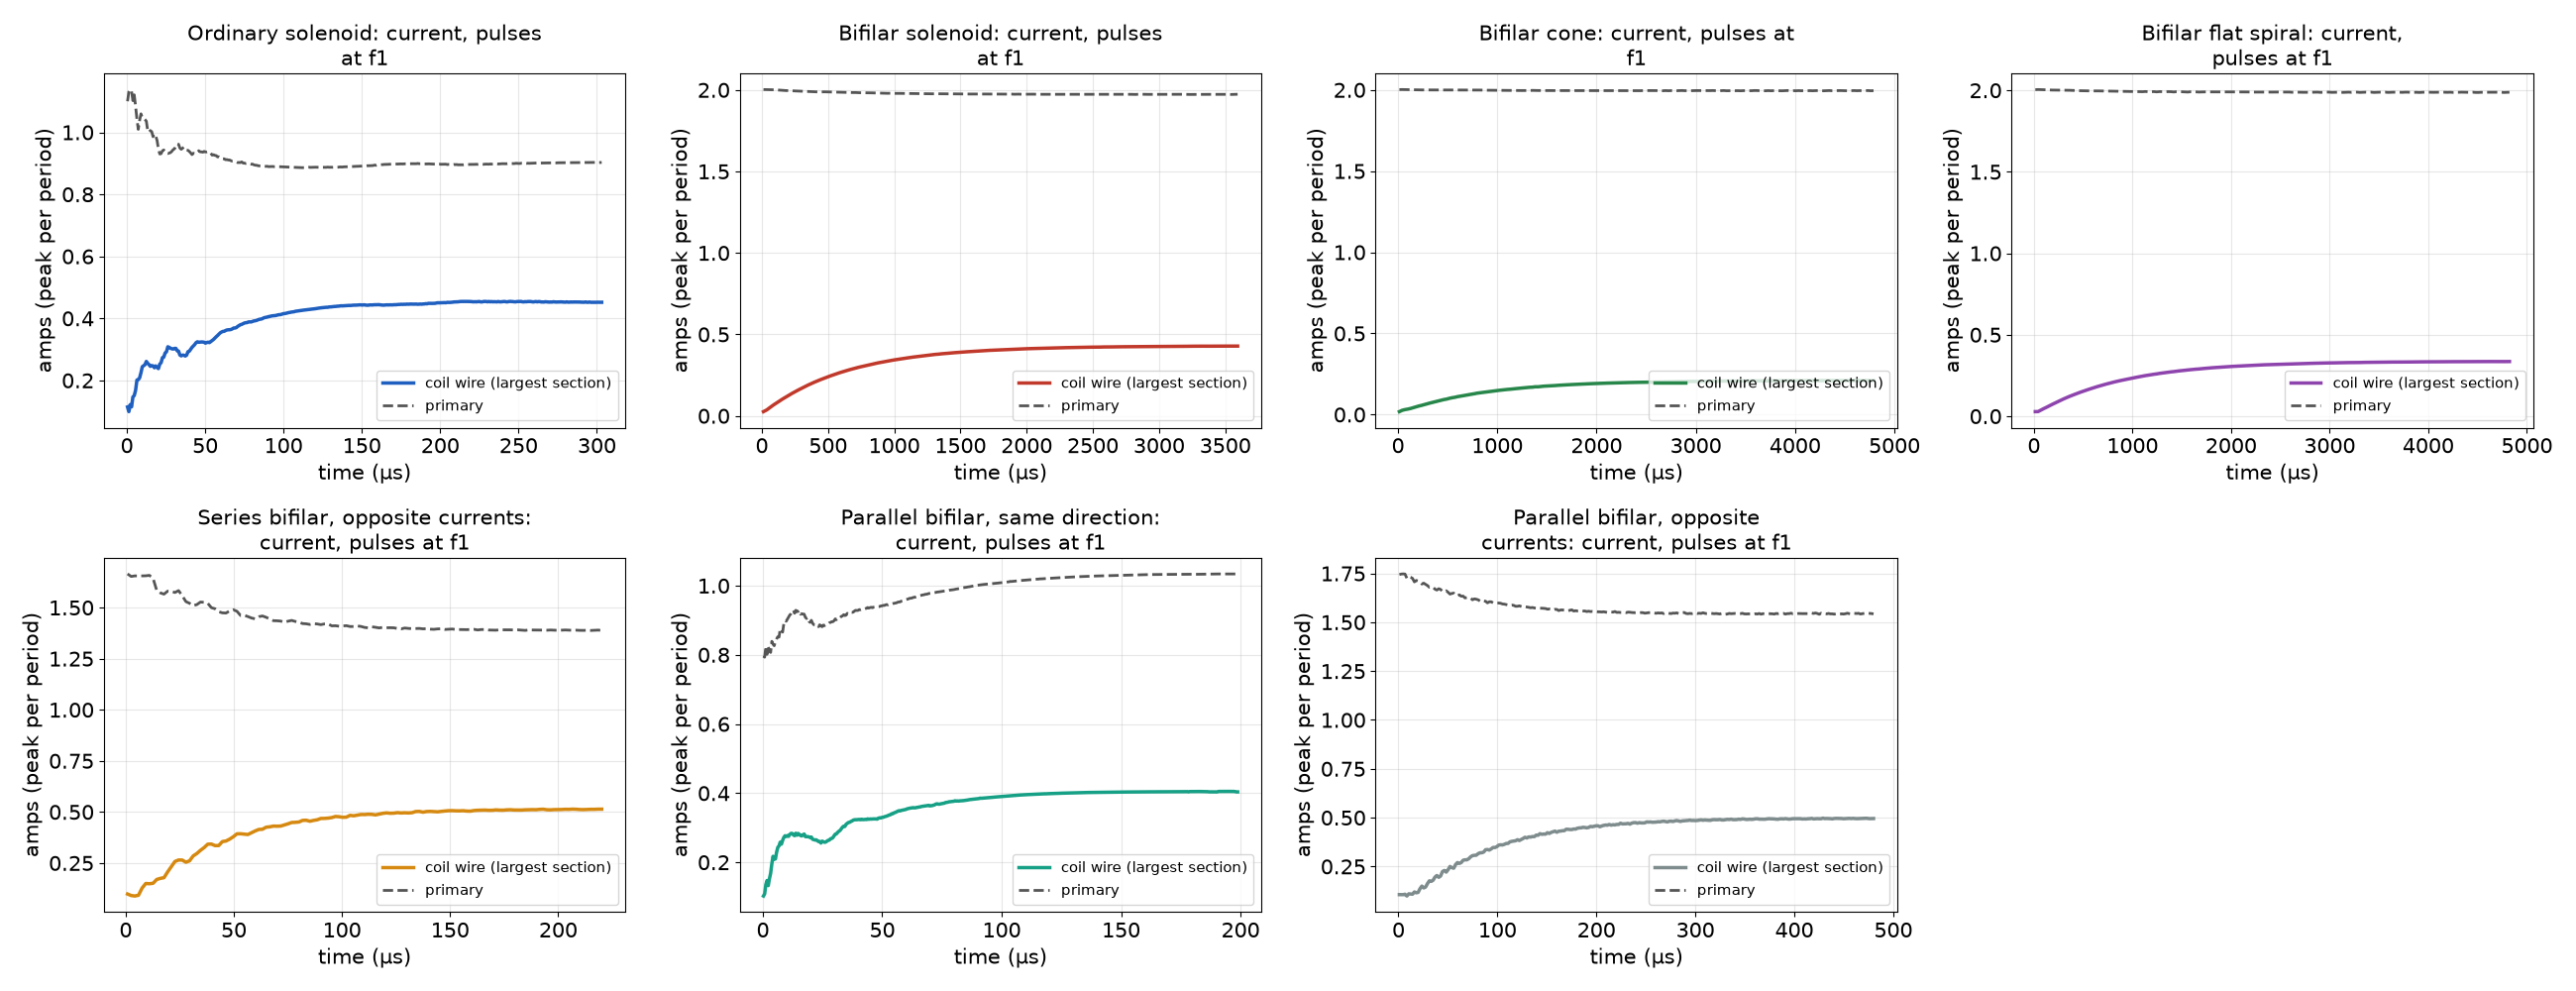 Ordinary solenoid: current, pulses
at f1
amps (peak per period)
1.0
0.8
0.6
0.4
0.2
coil wire (largest section)
primary
0 50 100 150 200 250 300
time (µs)
Bifilar solenoid: current, pulses
at f1
amps (peak per period)
2.0
1.5
1.0
0.5
0.0
coil wire (largest section)
primary
0 500 1000 1500 2000 2500 3000 3500
time (µs)
Bifilar cone: current, pulses at
f1
amps (peak per period)
2.0
1.5
1.0
0.5
0.0
coil wire (largest section)
primary
0 1000 2000 3000 4000 5000
time (µs)
Bifilar flat spiral: current,
pulses at f1
amps (peak per period)
2.0
1.5
1.0
0.5
0.0
coil wire (largest section)
primary
0 1000 2000 3000 4000 5000
time (µs)
Series bifilar, opposite currents:
current, pulses at f1
amps (peak per period)
1.50
1.25
1.00
0.75
0.50
0.25
coil wire (largest section)
primary
0 50 100 150 200
time (µs)
Parallel bifilar, same direction:
current, pulses at f1
amps (peak per period)
1.0
0.8
0.6
0.4
0.2
coil wire (largest section)
primary
0 50 100 150 200
time (µs)
Parallel bifilar, opposite
currents: current, pulses at f1
amps (peak per period)
1.75
1.50
1.25
1.00
0.75
0.50
0.25
coil wire (largest section)
primary
0 100 200 300 400 500
time (µs)